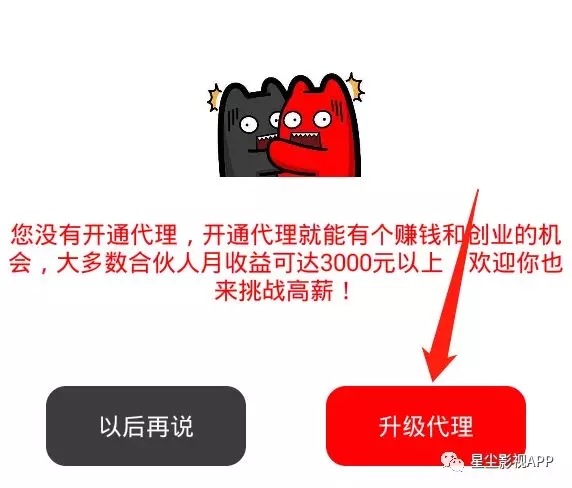 您没有开通代理，开通代理就能有个赚钱和创业的机
会，大多数合伙人月收益可达3000元以上，欢迎你也
来挑战高薪！
以后再说
升级代理
星尘影视APP